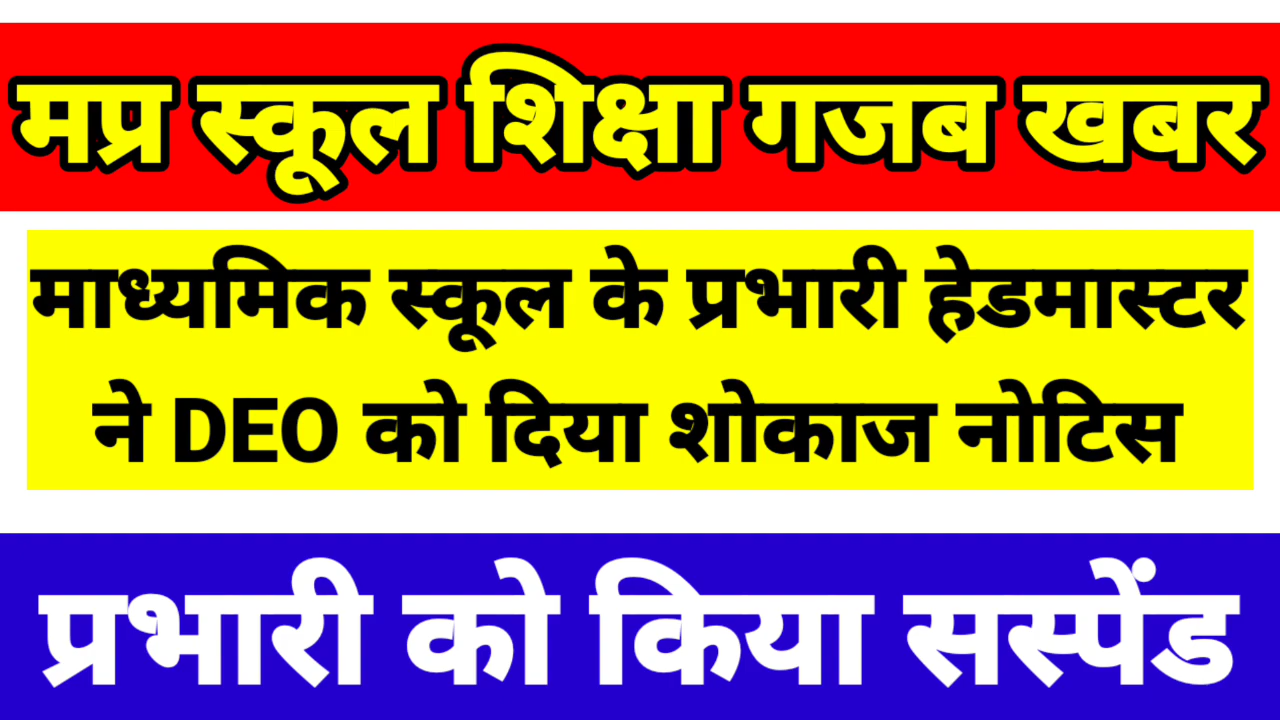 मप्र स्कूल शिक्षा गजब खबर
माध्यमिक स्कूल के प्रभारी हेडमास्टर
ने DEO को दिया शोकाज नोटिस
प्रभारी को किया सस्पेंड